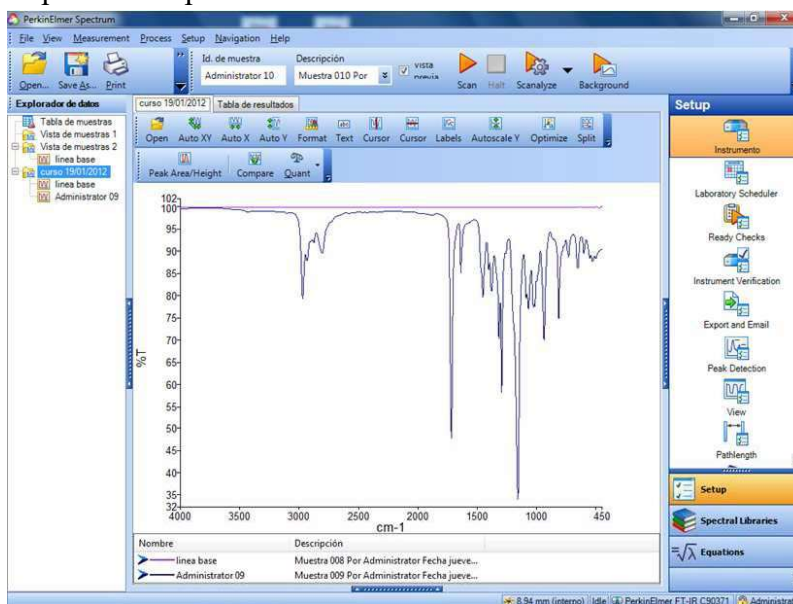 PerkinElmer Spectrum
File View Measurement Process Setup Navigation Help
Open... Save As... Print
Id. de muestra
Administrator 10
Descripción
Muestra 010 Por
vista
previa
Scan Halt Scanalyze Background
Explorador de datos
Tabla de muestras
Vista de muestras 1
Vista de muestras 2
linea base
curso 19/01/2012
linea base
Administrator 09
curso 19/01/2012 Tabla de resultados
Open Auto XY Auto X Auto Y Format Text Cursor Cursor Labels Autoscale Y Optimize Split
Peak Area/Height Compare Quant
102
100
95
90
85
80
75
70
65
60
55
50
45
40
35
32
%T
4000 3500 3000 2500 2000 1500 1000 450
cm-1
Nombre Descripción
linea base Muestra 008 Por Administrator Fecha jueve...
Administrator 09 Muestra 009 Por Administrator Fecha jueve...
Setup
Instrumento
Laboratory Scheduler
Ready Checks
Instrument Verification
Export and Email
Peak Detection
View
Pathlength
Setup
Spectral Libraries
Equations
8.94 mm (interno) Idle PerkinElmer FT-IR C90371 Administrat